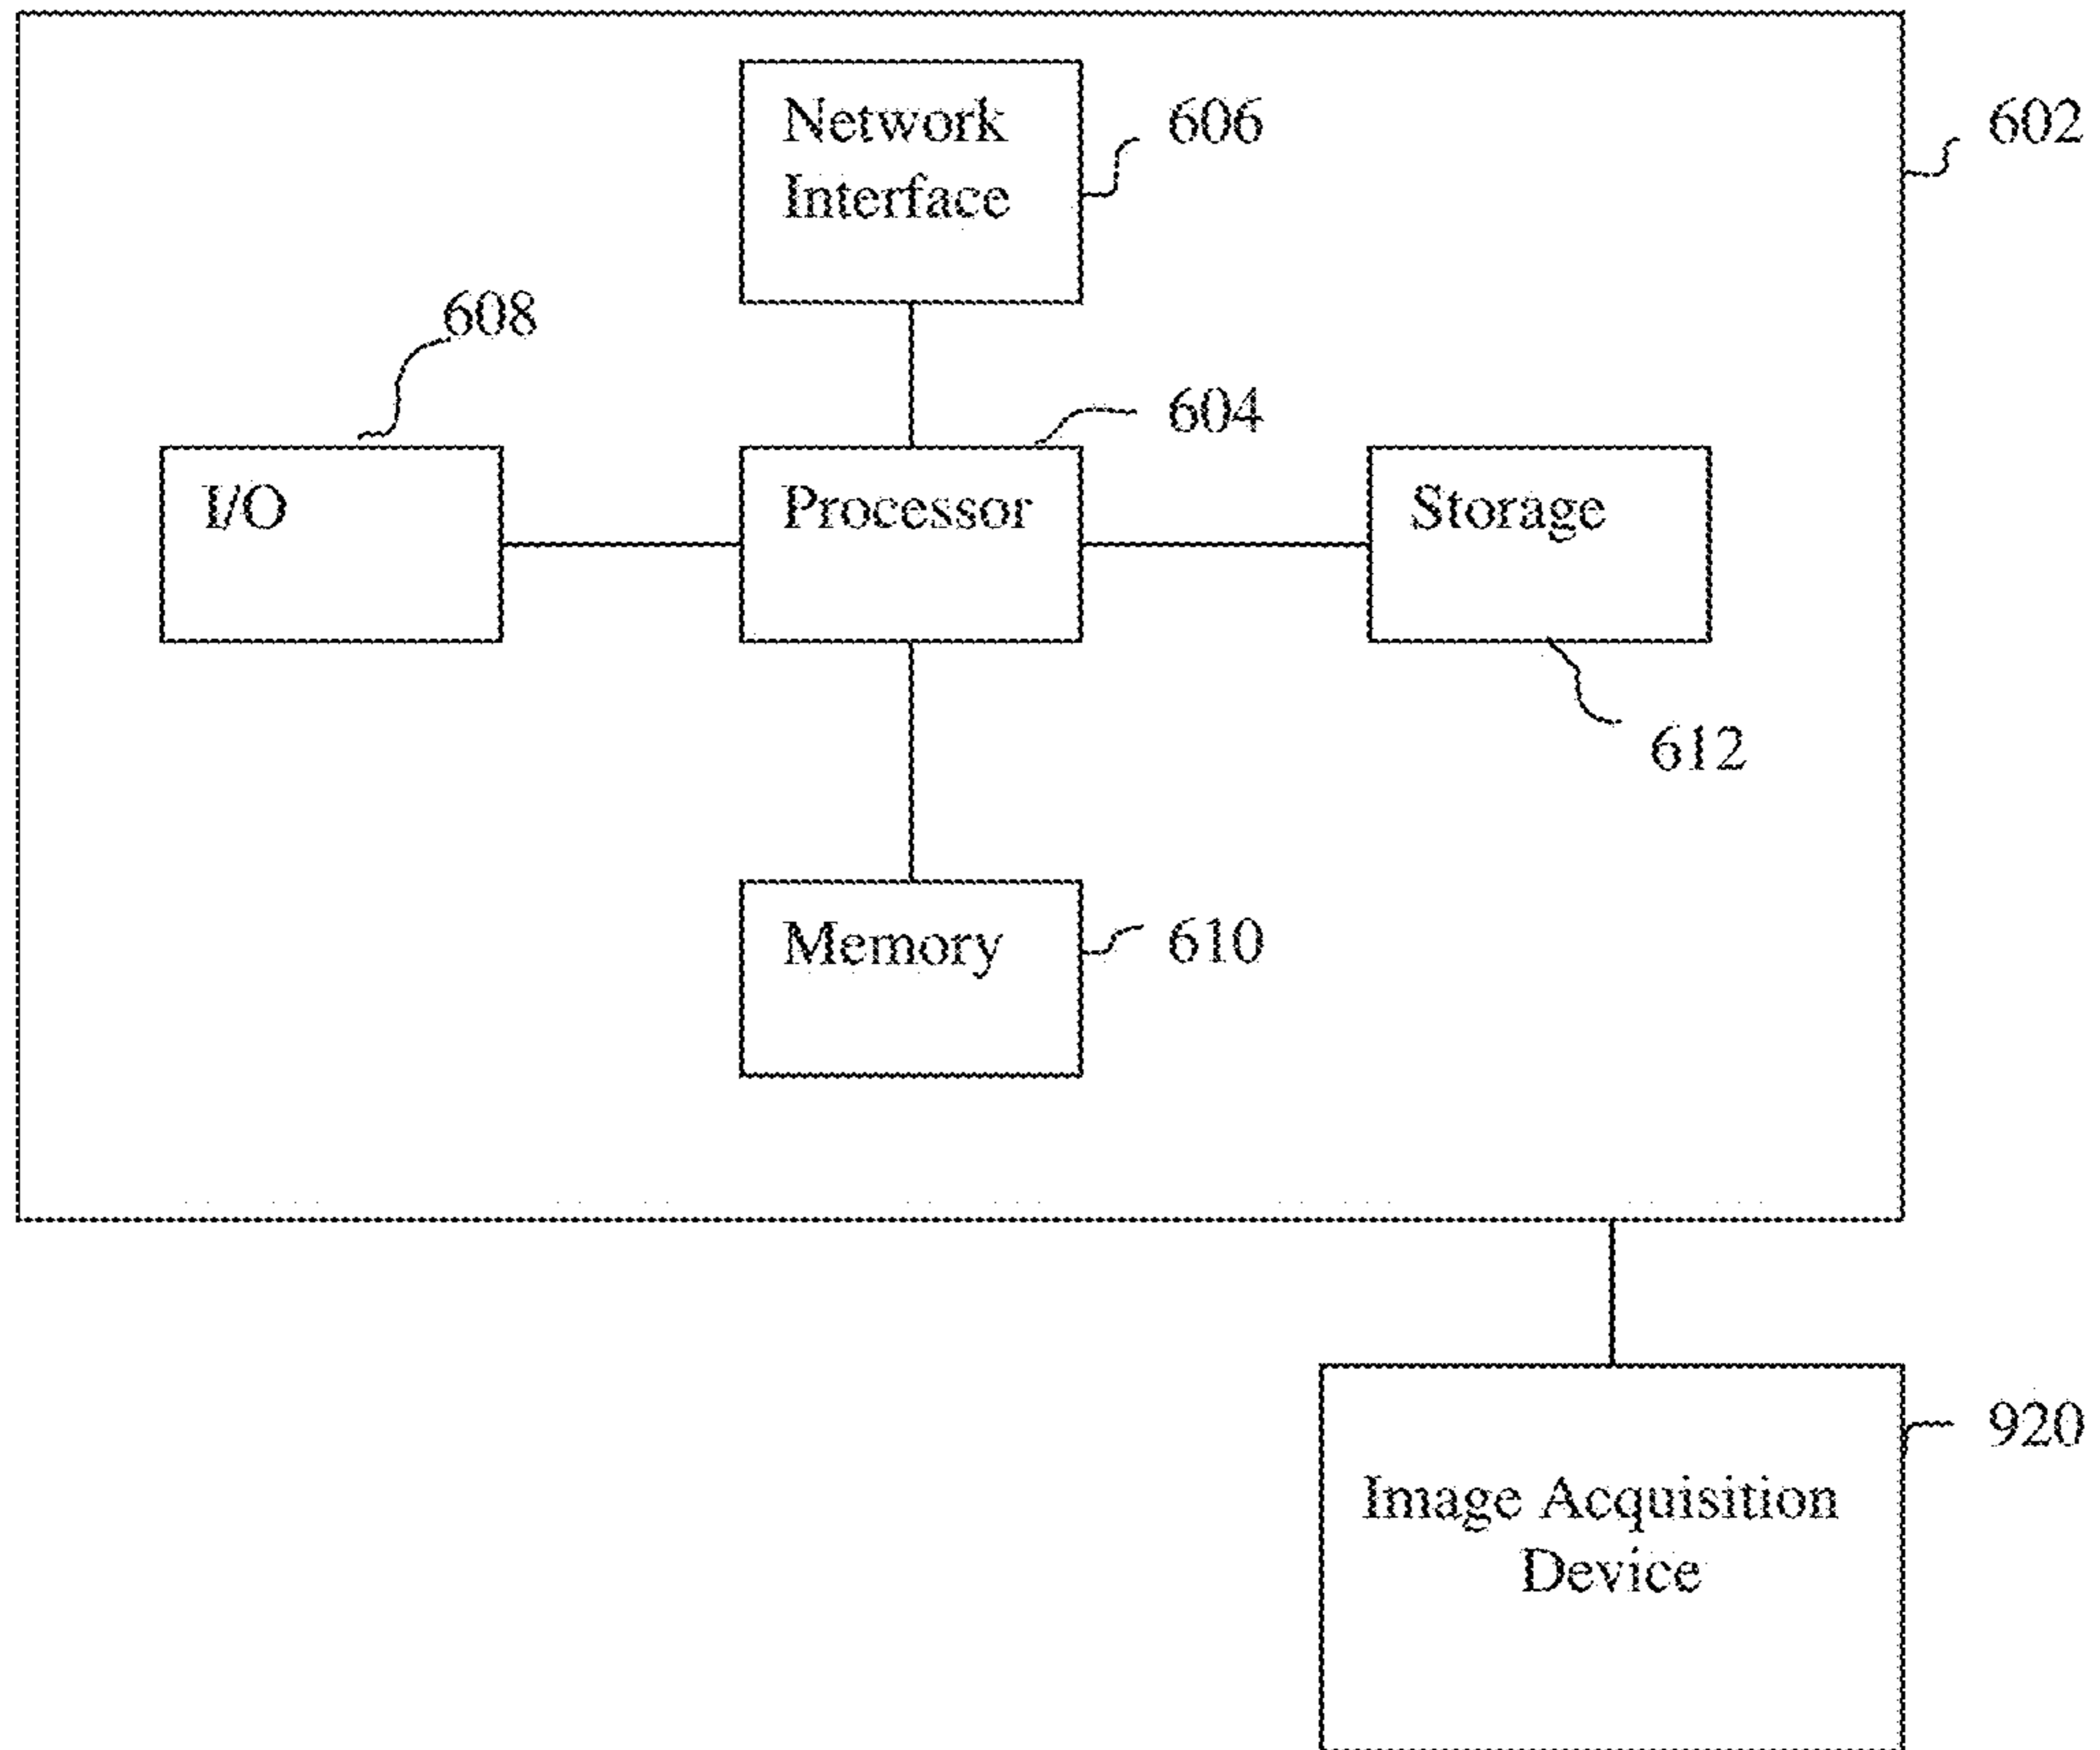 Network
Interface
606
602
608
604
I/O
Processor
Storage
612
Memory
610
920
Image Acquisition
Device